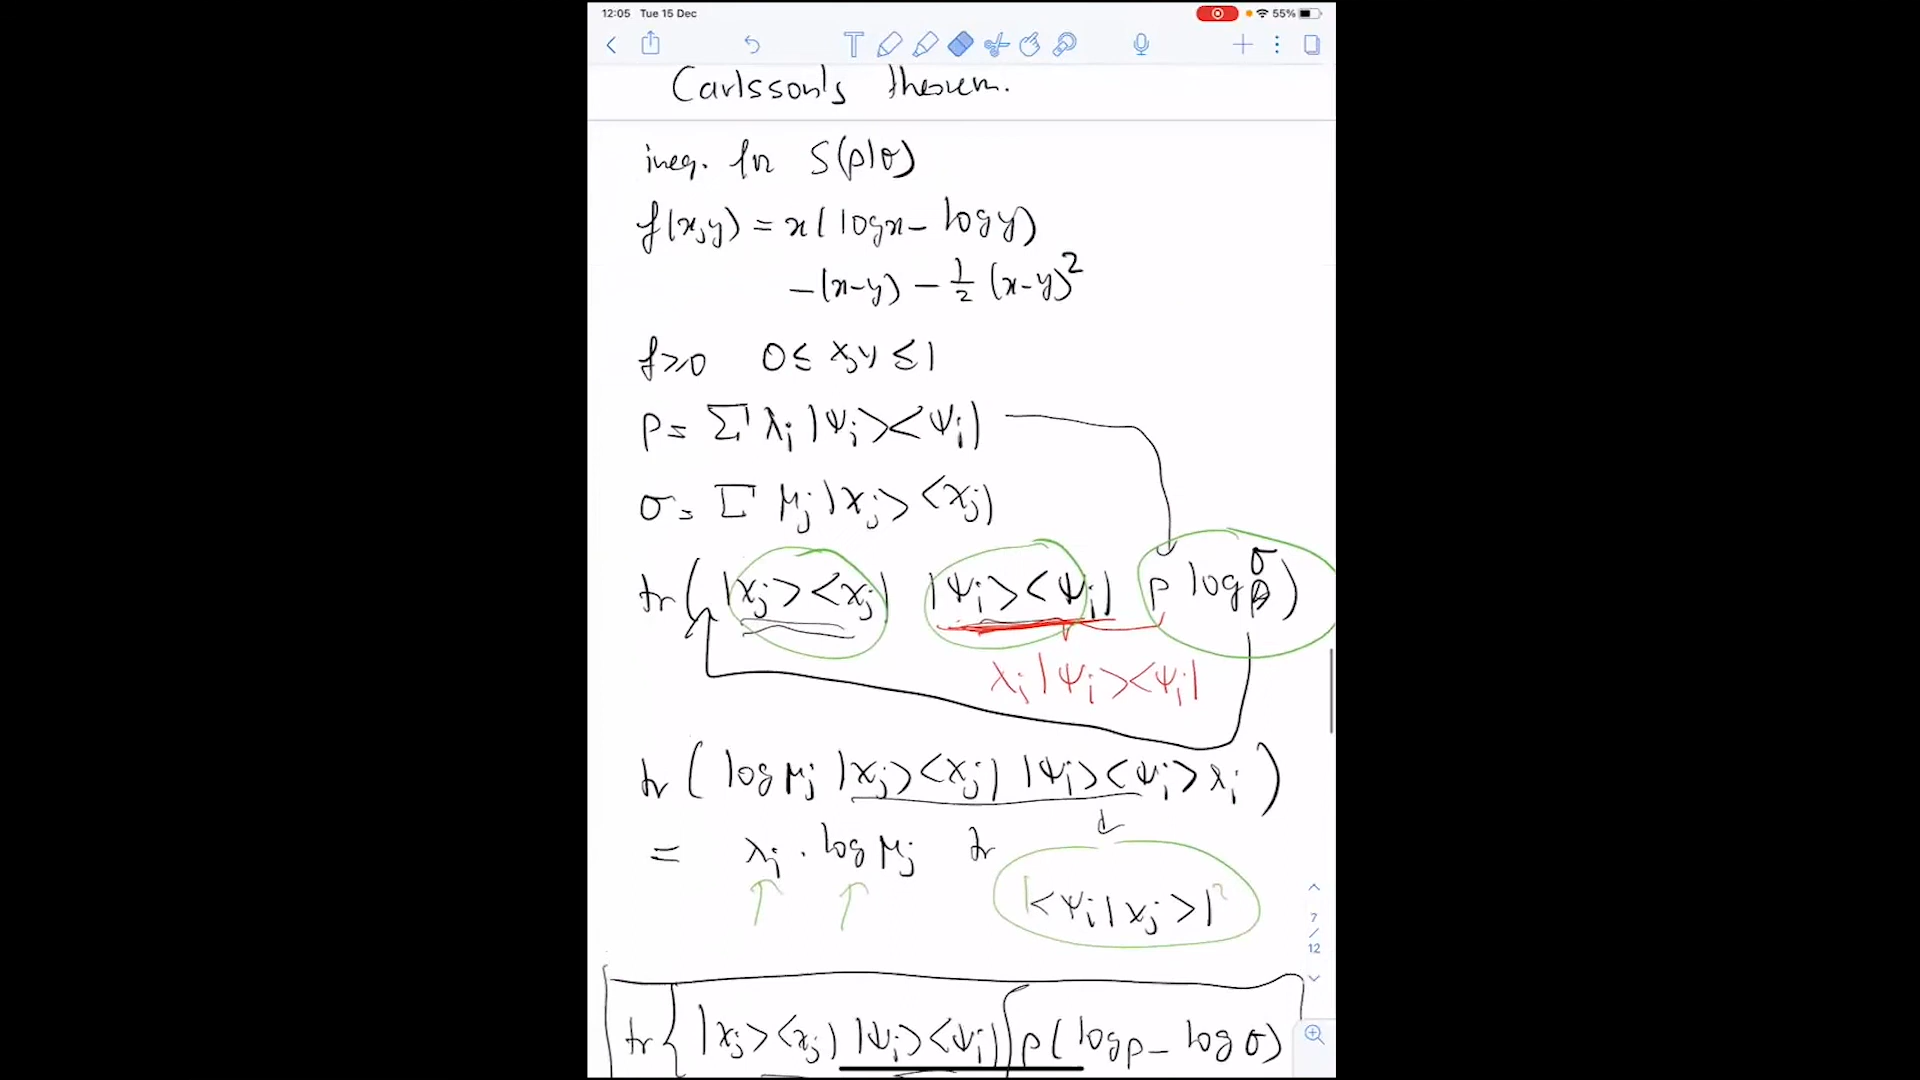 12:05 Tue 15 Dec
55%
T
Carlsson's theorem.
ineq. for S(ρ|σ)
f(x,y) = x(log x - log y)
-(x-y) - 1/2 (x-y)²
f≥0 0≤ x,y ≤1
ρ= Σ λi |ψi><ψi|
σ= Σ μj |χj> <χj|
tr( |χj> <χj| |ψi> <ψi| ρ log σ )
λi |ψi><ψi|
tr ( log μj |χj> <χj| |ψi> <ψi> λi )
= λi . log μj tr
|<ψi|χj>|²
7
/
12
tr{ |χj> <χj| |ψi> <ψi| ρ( log ρ - log σ)